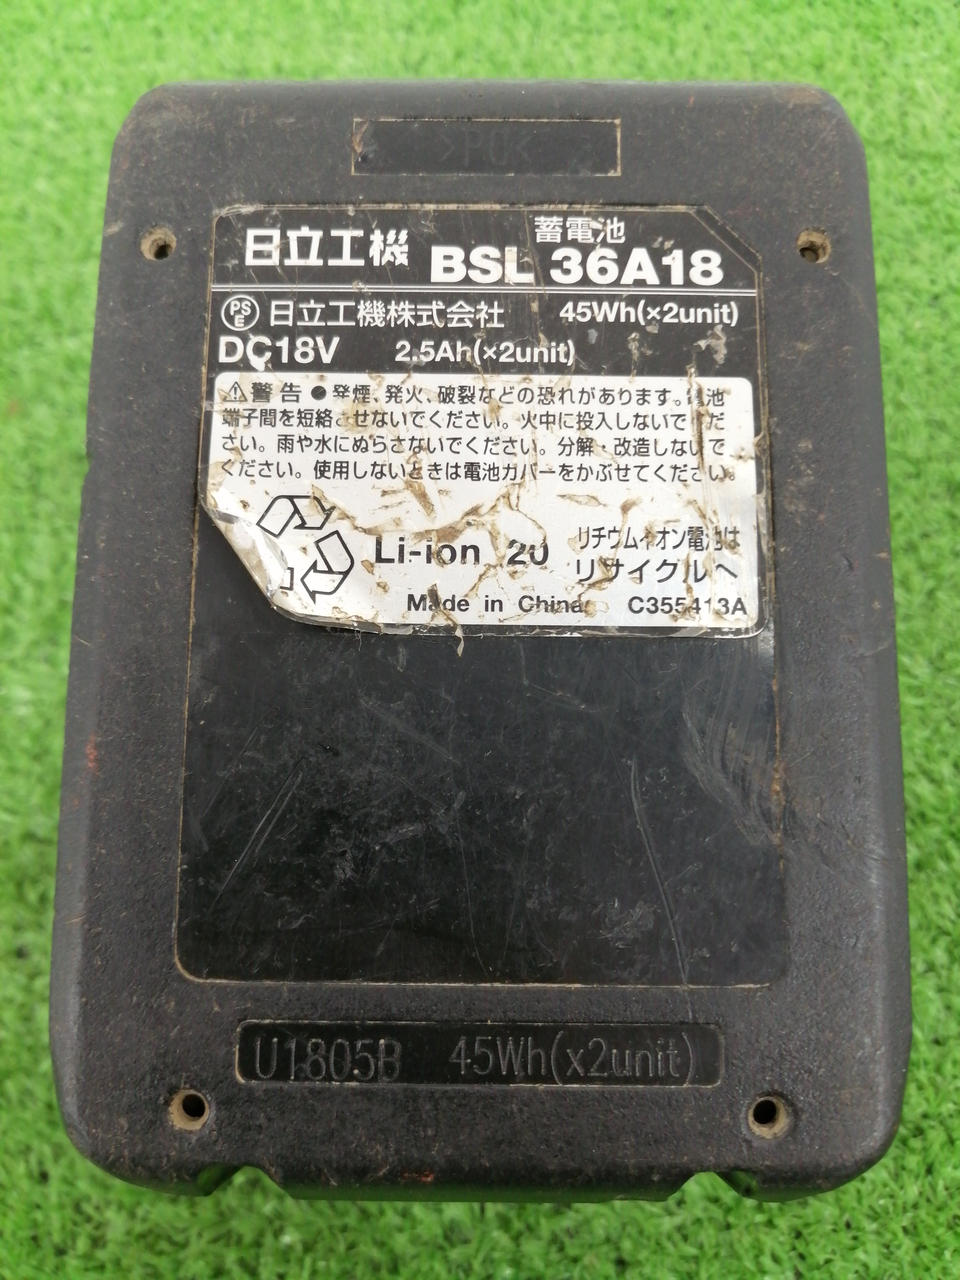 >PC<
日立工機 蓄電池 BSL 36A18
PSE 日立工機株式会社 45Wh(×2unit)
DC18V 2.5Ah(×2unit)
⚠警告 ●発煙、発火、破裂などの恐れがあります。電池
端子間を短絡させないでください。火中に投入しないでくだ
さい。雨や水にぬらさないでください。分解・改造しないで
ください。使用しないときは電池カバーをかぶせてください。
Li-ion 20 リチウムイオン電池は
リサイクルへ
Made in China C355413A
U1805B 45Wh(x2unit)